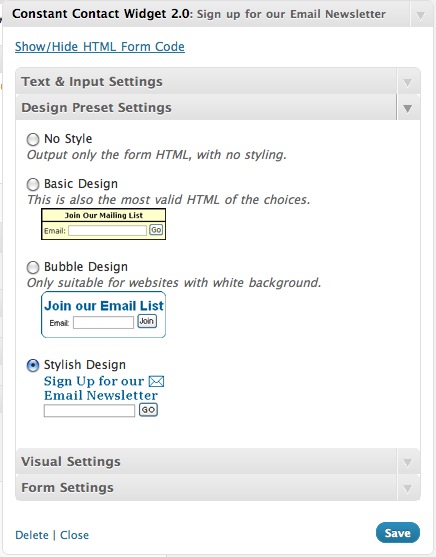 Constant Contact Widget 2.0: Sign up for our Email Newsletter
Show/Hide HTML Form Code
Text & Input Settings
Design Preset Settings
No Style
Output only the form HTML, with no styling.
Basic Design
This is also the most valid HTML of the choices.
Join Our Mailing List
Email: Go
Bubble Design
Only suitable for websites with white background.
Join our Email List
Email: Join
Stylish Design
Sign Up for our
Email Newsletter
GO
Visual Settings
Form Settings
Delete | Close Save